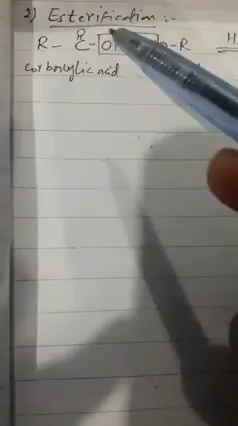 2) Esterification :-
O
R - C - OH o-R H
carboxylic acid